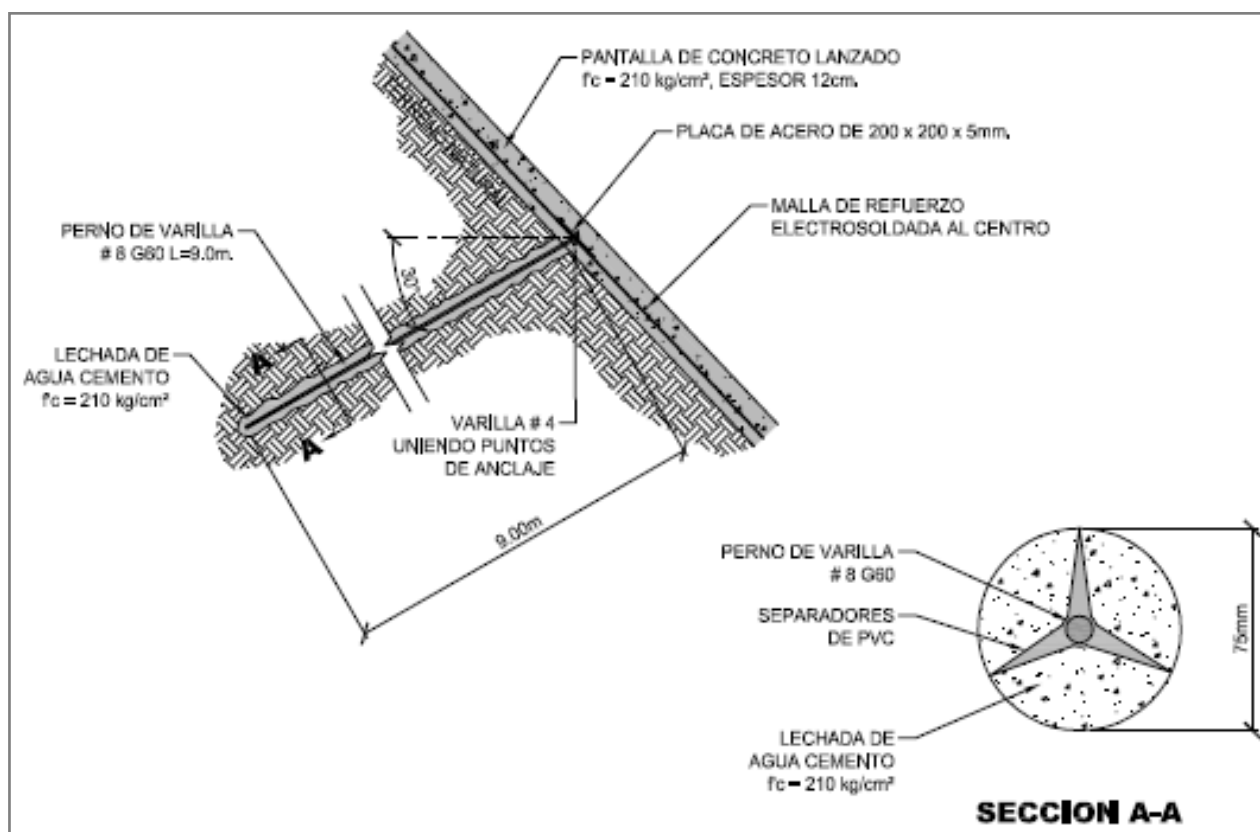 PANTALLA DE CONCRETO LANZADO
f'c = 210 kg/cm², ESPESOR 12cm.
PLACA DE ACERO DE 200 x 200 x 5mm.
MALLA DE REFUERZO
ELECTROSOLDADA AL CENTRO
PERNO DE VARILLA
# 8 G60 L=9.0m.
30°
LECHADA DE
AGUA CEMENTO
f'c = 210 kg/cm²
A
A
VARILLA # 4
UNIENDO PUNTOS
DE ANCLAJE
9.00m
PERNO DE VARILLA
# 8 G60
SEPARADORES
DE PVC
75mm
LECHADA DE
AGUA CEMENTO
f'c = 210 kg/cm²
SECCION A-A